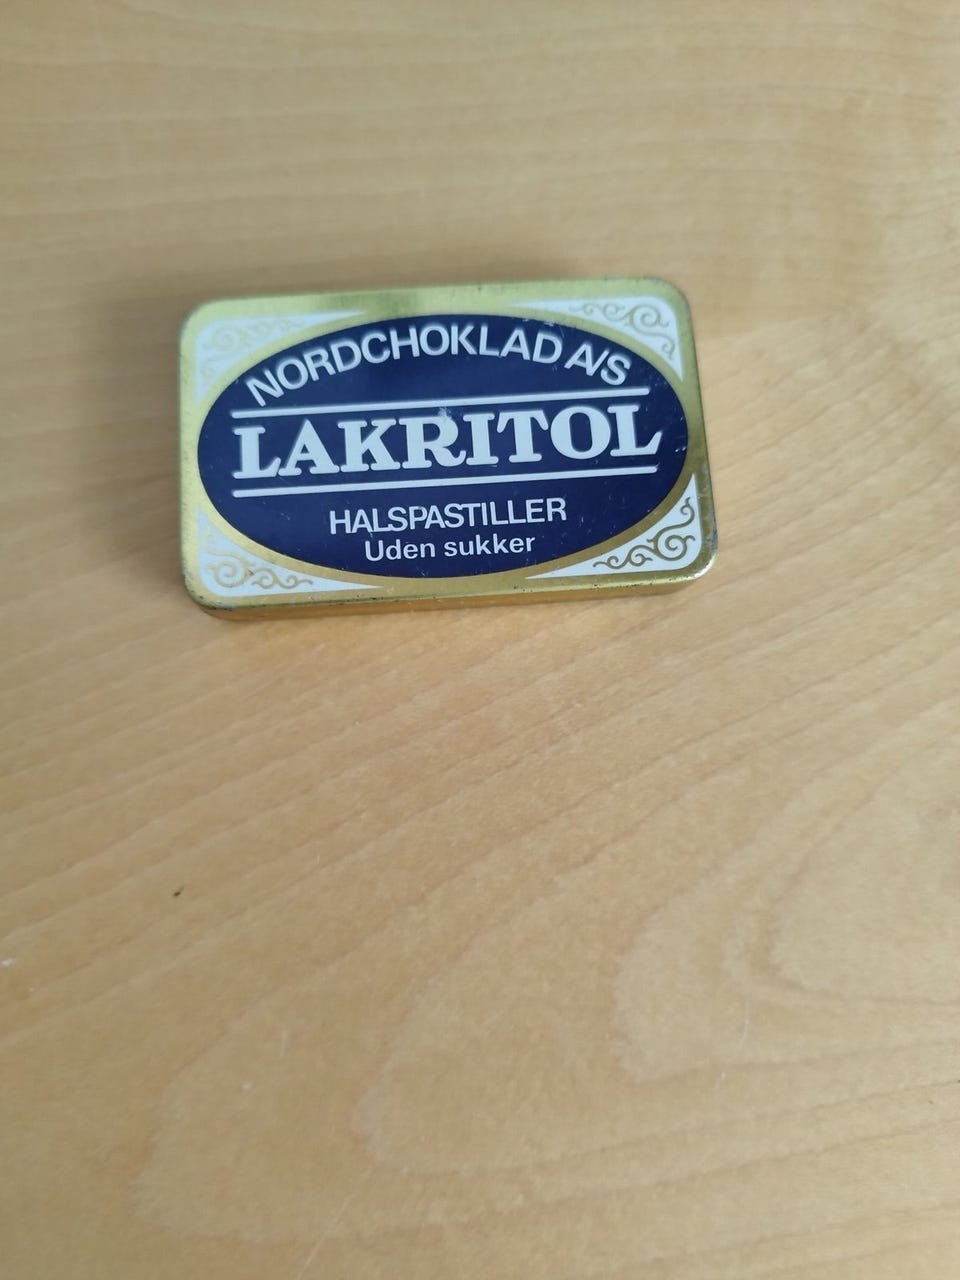 NORDCHOKLAD A/S
LAKRITOL
HALSPASTILLER
Uden sukker